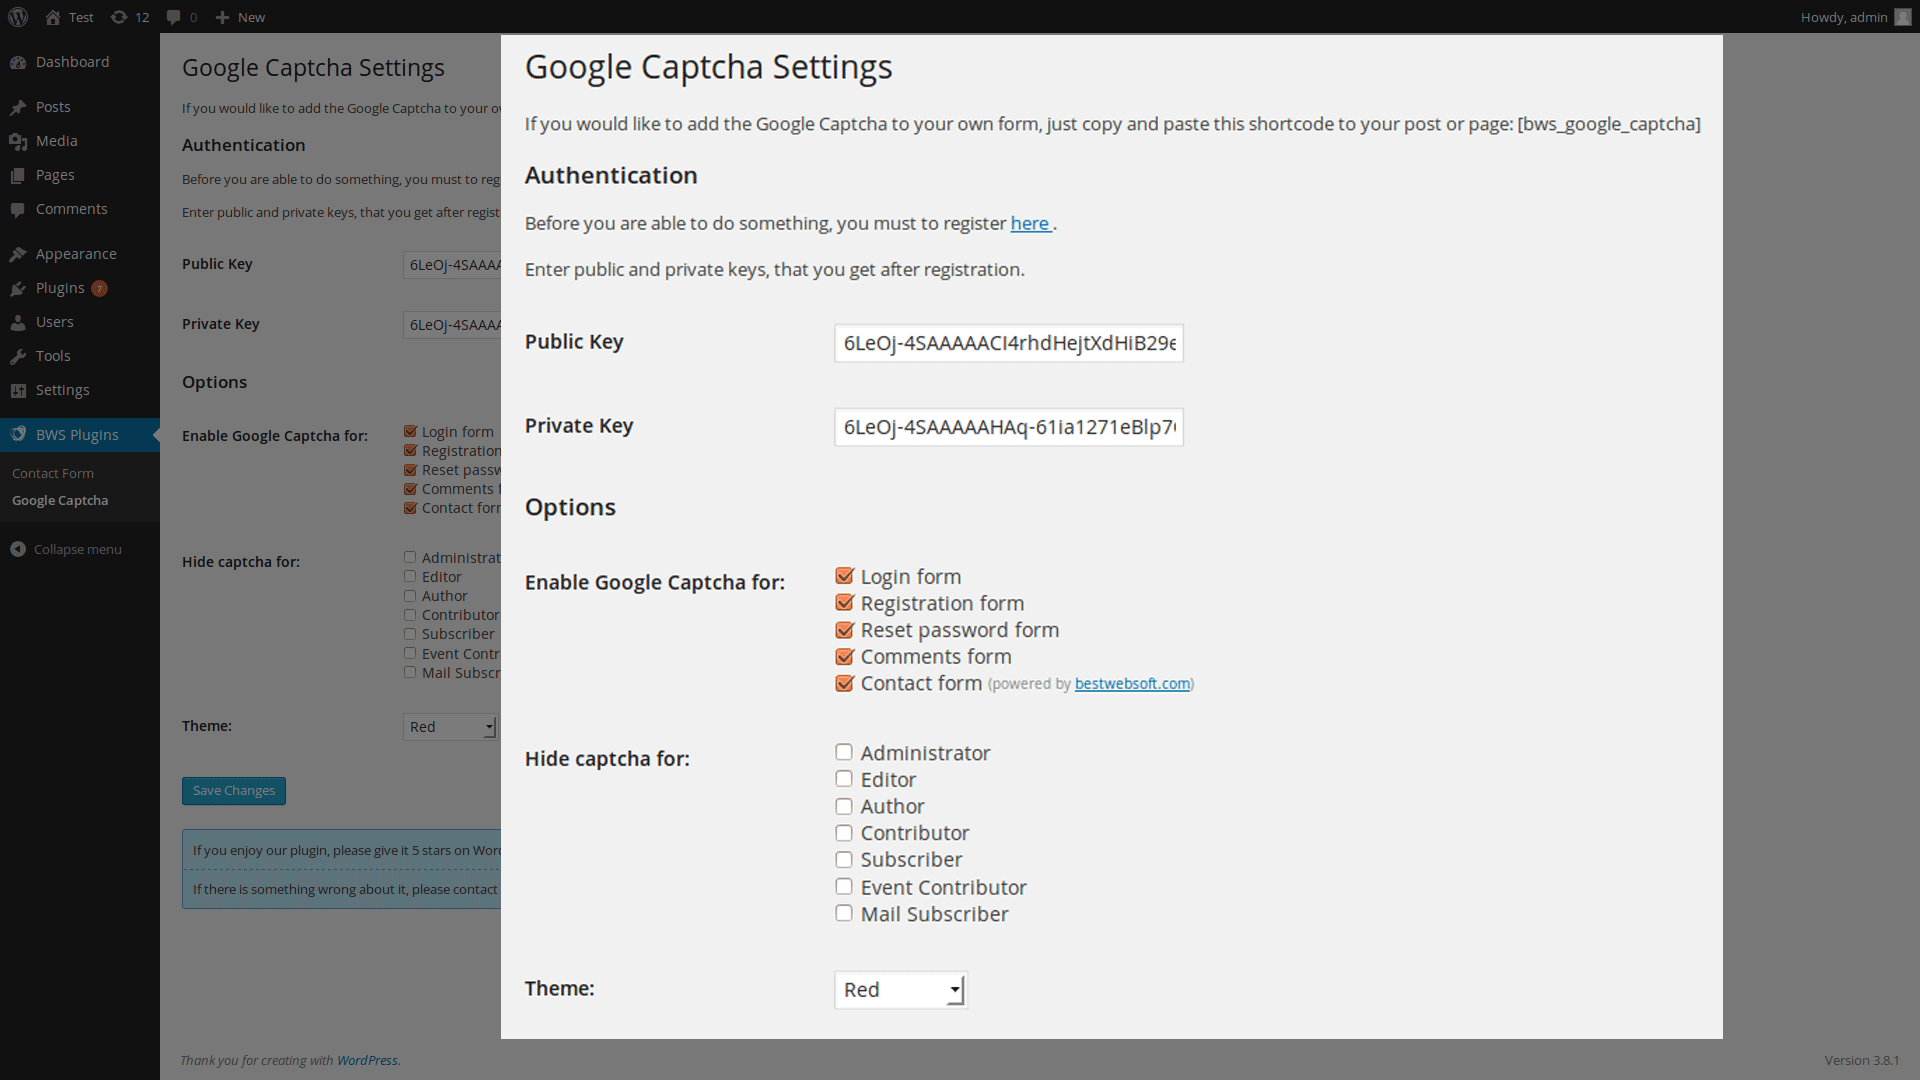 Test 12 0 New Howdy, admin
Dashboard
Posts
Media
Pages
Comments
Appearance
Plugins 7
Users
Tools
Settings
BWS Plugins
Contact Form
Google Captcha
Collapse menu
Google Captcha Settings
If you would like to add the Google Captcha to your
Authentication
Before you are able to do something, you must to reg
Enter public and private keys, that you get after regist
Public Key 6LeOj-4SAAAA
Private Key 6LeOj-4SAAAA
Options
Enable Google Captcha for:
Login form
Registration
Reset passw
Comments f
Contact for
Hide captcha for:
Administrat
Editor
Author
Contributor
Subscriber
Event Contr
Mail Subscr
Theme: Red
Save Changes
If you enjoy our plugin, please give it 5 stars on Wor
If there is something wrong about it, please contact
Thank you for creating with WordPress.
Version 3.8.1
Google Captcha Settings
If you would like to add the Google Captcha to your own form, just copy and paste this shortcode to your post or page: [bws_google_captcha]
Authentication
Before you are able to do something, you must to register here .
Enter public and private keys, that you get after registration.
Public Key 6LeOj-4SAAAAACI4rhdHejtXdHiB29e
Private Key 6LeOj-4SAAAAAHAq-61ia1271eBlp7
Options
Enable Google Captcha for:
Login form
Registration form
Reset password form
Comments form
Contact form (powered by bestwebsoft.com)
Hide captcha for:
Administrator
Editor
Author
Contributor
Subscriber
Event Contributor
Mail Subscriber
Theme: Red